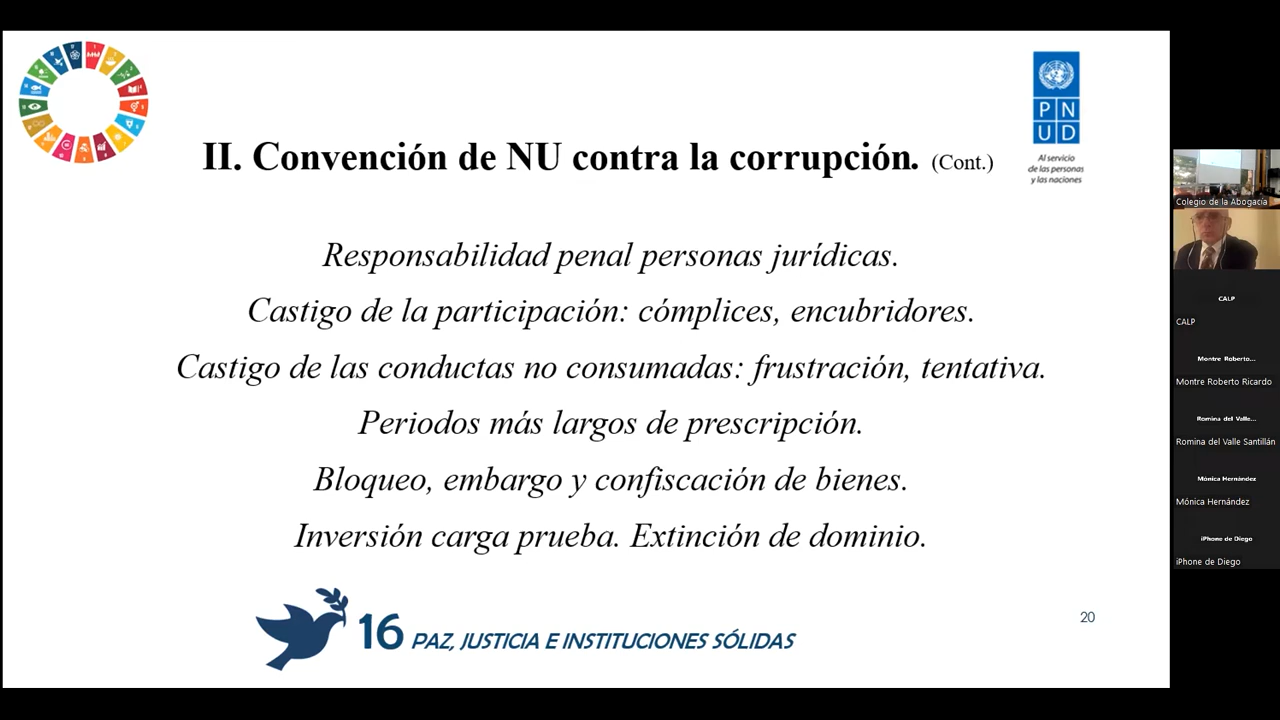 II. Convención de NU contra la corrupción. (Cont.)
P N
U D
Al servicio
de las personas
y las naciones
Responsabilidad penal personas jurídicas.
Castigo de la participación: cómplices, encubridores.
Castigo de las conductas no consumadas: frustración, tentativa.
Periodos más largos de prescripción.
Bloqueo, embargo y confiscación de bienes.
Inversión carga prueba. Extinción de dominio.
16 PAZ, JUSTICIA E INSTITUCIONES SÓLIDAS
20
Colegio de la Abogacía
CALP
CALP
Montre Roberto...
Montre Roberto Ricardo
Romina del Valle...
Romina del Valle Santillán
Mónica Hernández
Mónica Hernández
iPhone de Diego
iPhone de Diego